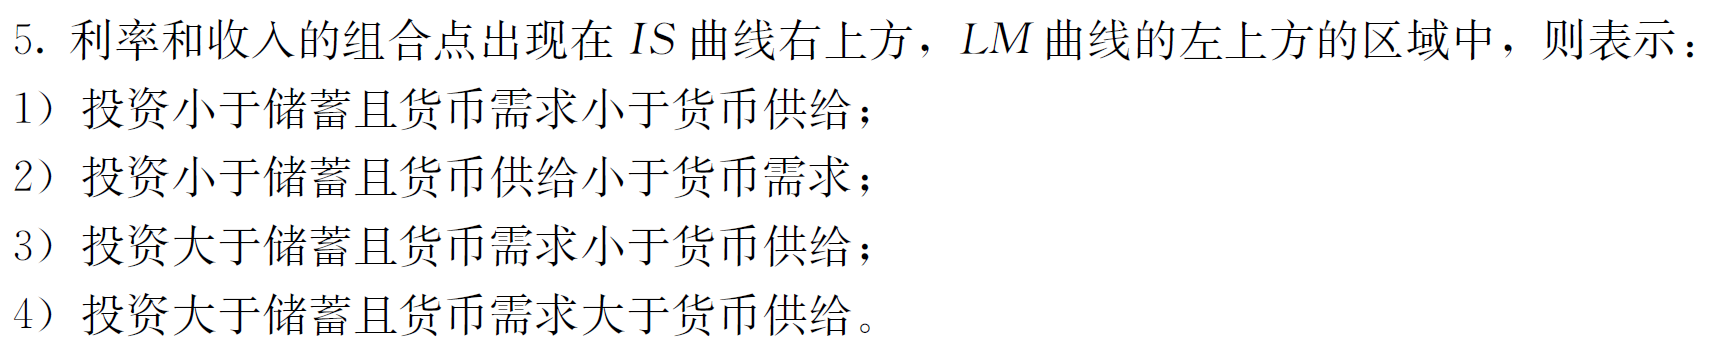 5. 利率和收入的组合点出现在 IS 曲线右上方，LM 曲线的左上方的区域中，则表示：
1）投资小于储蓄且货币需求小于货币供给；
2）投资小于储蓄且货币供给小于货币需求；
3）投资大于储蓄且货币需求小于货币供给；
4）投资大于储蓄且货币需求大于货币供给。